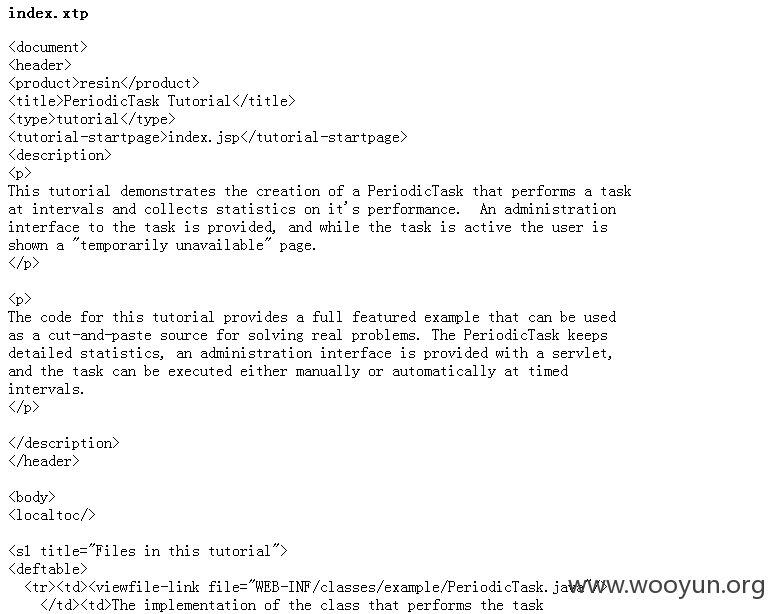 index.xtp
<document>
<header>
<product>resin</product>
<title>PeriodicTask Tutorial</title>
<type>tutorial</type>
<tutorial-startpage>index.jsp</tutorial-startpage>
<description>
<p>
This tutorial demonstrates the creation of a PeriodicTask that performs a task
at intervals and collects statistics on it's performance.  An administration
interface to the task is provided, and while the task is active the user is
shown a "temporarily unavailable" page.
</p>
<p>
The code for this tutorial provides a full featured example that can be used
as a cut-and-paste source for solving real problems. The PeriodicTask keeps
detailed statistics, an administration interface is provided with a servlet,
and the task can be executed either manually or automatically at timed
intervals.
</p>
</description>
</header>
<body>
<localtoc/>
<s1 title="Files in this tutorial">
<deftable>
<tr><td><viewfile-link file="WEB-INF/classes/example/PeriodicTask.java"/>
</td><td>The implementation of the class that performs the task
www.wooyun.org